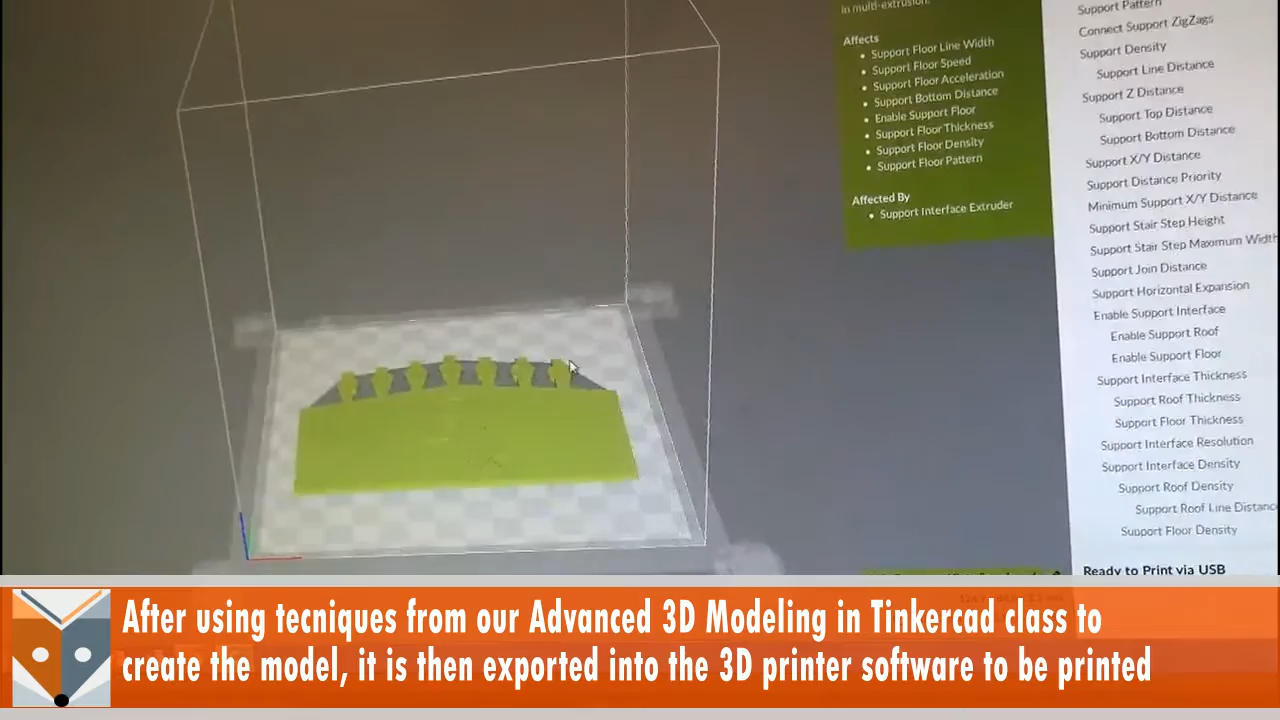 in multi-extrusion.
Affects
Support Floor Line Width
Support Floor Speed
Support Floor Acceleration
Support Bottom Distance
Enable Support Floor
Support Floor Thickness
Support Floor Density
Support Floor Pattern
Affected By
Support Interface Extruder
Support Pattern
Connect Support ZigZags
Support Density
Support Line Distance
Support Z Distance
Support Top Distance
Support Bottom Distance
Support X/Y Distance
Support Distance Priority
Minimum Support X/Y Distance
Support Stair Step Height
Support Stair Step Maximum Width
Support Join Distance
Support Horizontal Expansion
Enable Support Interface
Enable Support Roof
Enable Support Floor
Support Interface Thickness
Support Roof Thickness
Support Floor Thickness
Support Interface Resolution
Support Interface Density
Support Roof Density
Support Roof Line Distance
Support Floor Density
Ready to Print via USB
After using tecniques from our Advanced 3D Modeling in Tinkercad class to
create the model, it is then exported into the 3D printer software to be printed